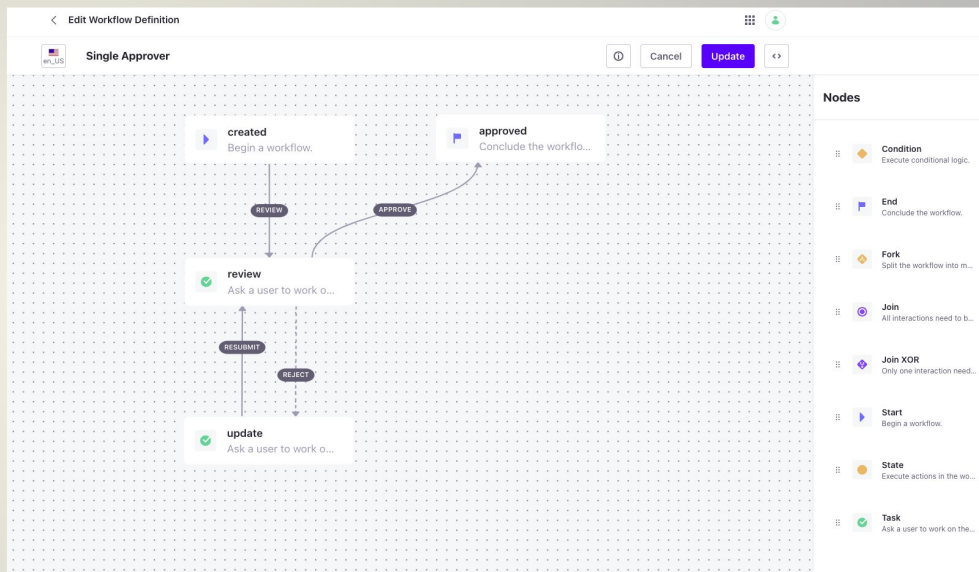 Edit Workflow Definition
en_US
Single Approver
Cancel
Update
created
Begin a workflow.
approved
Conclude the workflo...
REVIEW
APPROVE
review
Ask a user to work o...
RESUBMIT
REJECT
update
Ask a user to work o...
Nodes
Condition
Execute conditional logic.
End
Conclude the workflow.
Fork
Split the workflow into m...
Join
All interactions need to b...
Join XOR
Only one interaction need...
Start
Begin a workflow.
State
Execute actions in the wo...
Task
Ask a user to work on the...